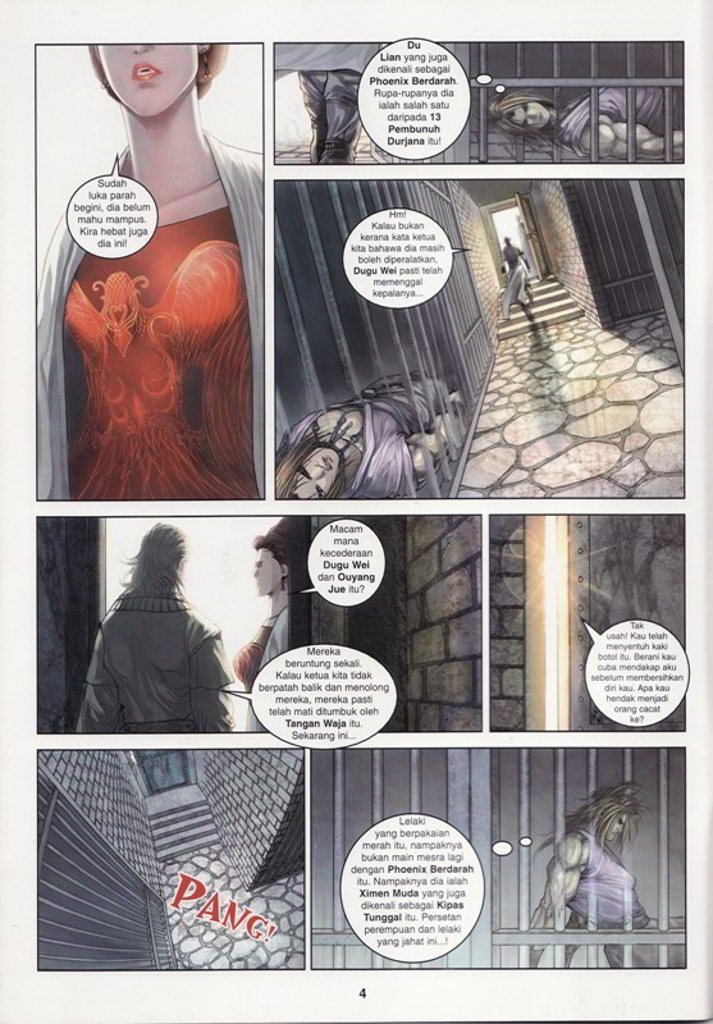 Sudah
luka parah
begini, dia belum
mahu mampus.
Kira hebat juga
dia ini!
Du
Lian yang juga
dikenali sebagai
Phoenix Berdarah.
Rupa-rupanya dia
ialah salah satu
daripada 13
Pembunuh
Durjana itu!
Hm!
Kalau bukan
kerana kata ketua
kita bahawa dia masih
boleh diperalatkan,
Dugu Wei pasti telah
memenggal
kepalanya...
Macam
mana
kecederaan
Dugu Wei
dan Ouyang
Jue itu?
Mereka
beruntung sekali.
Kalau ketua kita tidak
berpatah balik dan menolong
mereka, mereka pasti
telah mati ditumbuk oleh
Tangan Waja itu.
Sekarang ini...
Tak
usah! Kau telah
menyentuh kaki
botol itu. Berani kau
cuba mendakap aku
sebelum membersihkan
diri kau. Apa kau
hendak menjadi
orang cacat
ke?
PANG!
Lelaki
yang berpakaian
merah itu, nampaknya
bukan main mesra lagi
dengan Phoenix Berdarah
itu. Nampaknya dia ialah
Ximen Muda yang juga
dikenali sebagai Kipas
Tunggal itu. Persetan
perempuan dan lelaki
yang jahat ini...!
4